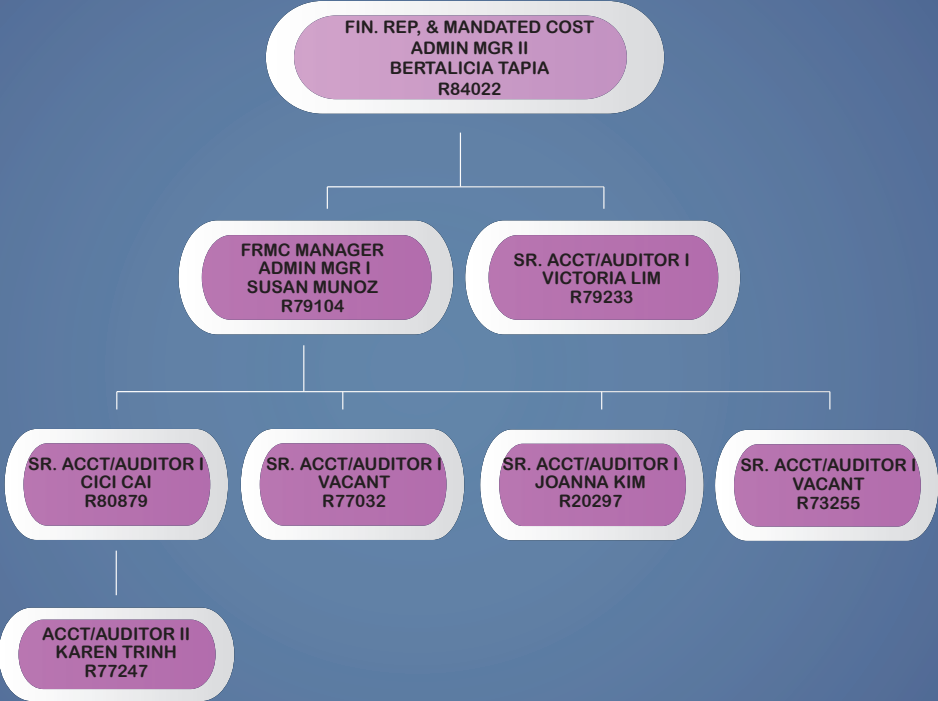 FIN. REP, & MANDATED COST
ADMIN MGR II
BERTALICIA TAPIA
R84022
FRMC MANAGER
ADMIN MGR I
SUSAN MUNOZ
R79104
SR. ACCT/AUDITOR I
VICTORIA LIM
R79233
SR. ACCT/AUDITOR I
CICI CAI
R80879
SR. ACCT/AUDITOR I
VACANT
R77032
SR. ACCT/AUDITOR I
JOANNA KIM
R20297
SR. ACCT/AUDITOR I
VACANT
R73255
ACCT/AUDITOR II
KAREN TRINH
R77247